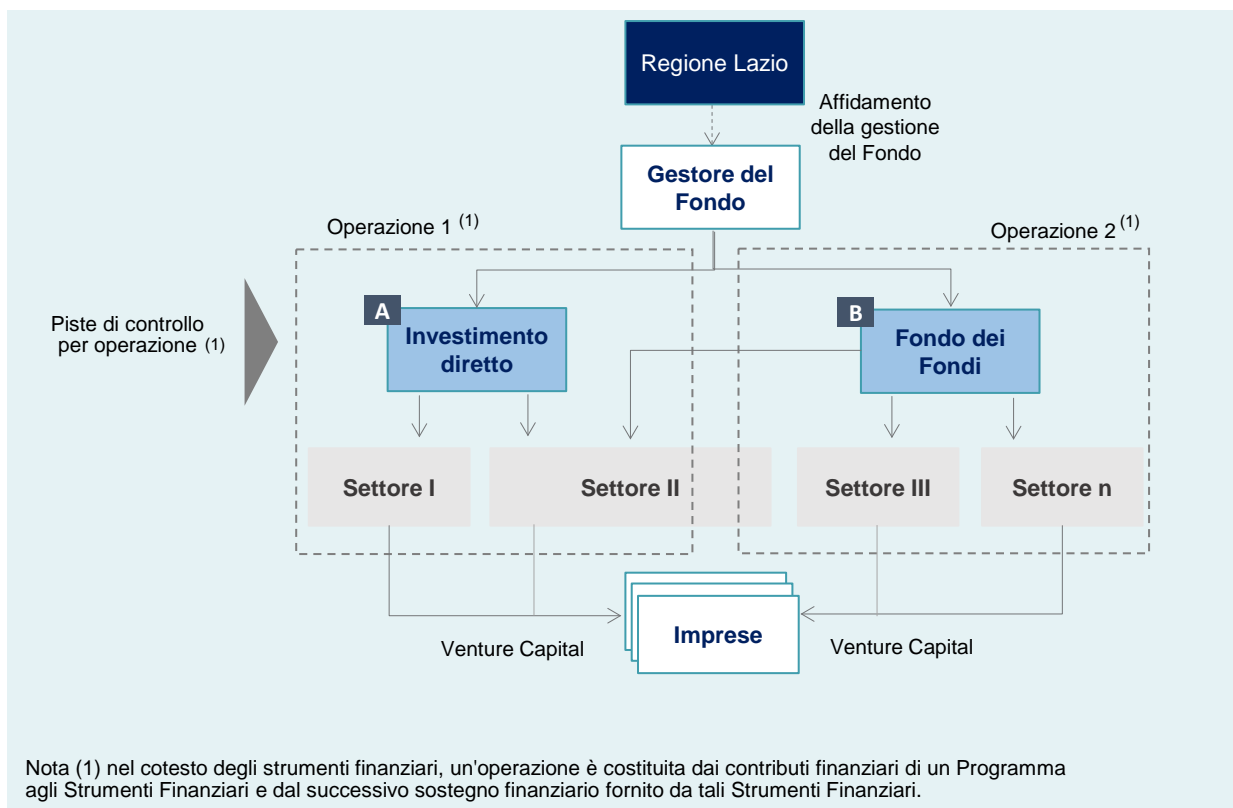 Regione Lazio
Affidamento
della gestione
del Fondo
Gestore del
Fondo
Operazione 1 (1)
Operazione 2 (1)
Piste di controllo
per operazione (1)
A
Investimento
diretto
B
Fondo dei
Fondi
Settore I
Settore II
Settore III
Settore n
Imprese
Venture Capital
Venture Capital
Nota (1) nel cotesto degli strumenti finanziari, un'operazione è costituita dai contributi finanziari di un Programma
agli Strumenti Finanziari e dal successivo sostegno finanziario fornito da tali Strumenti Finanziari.